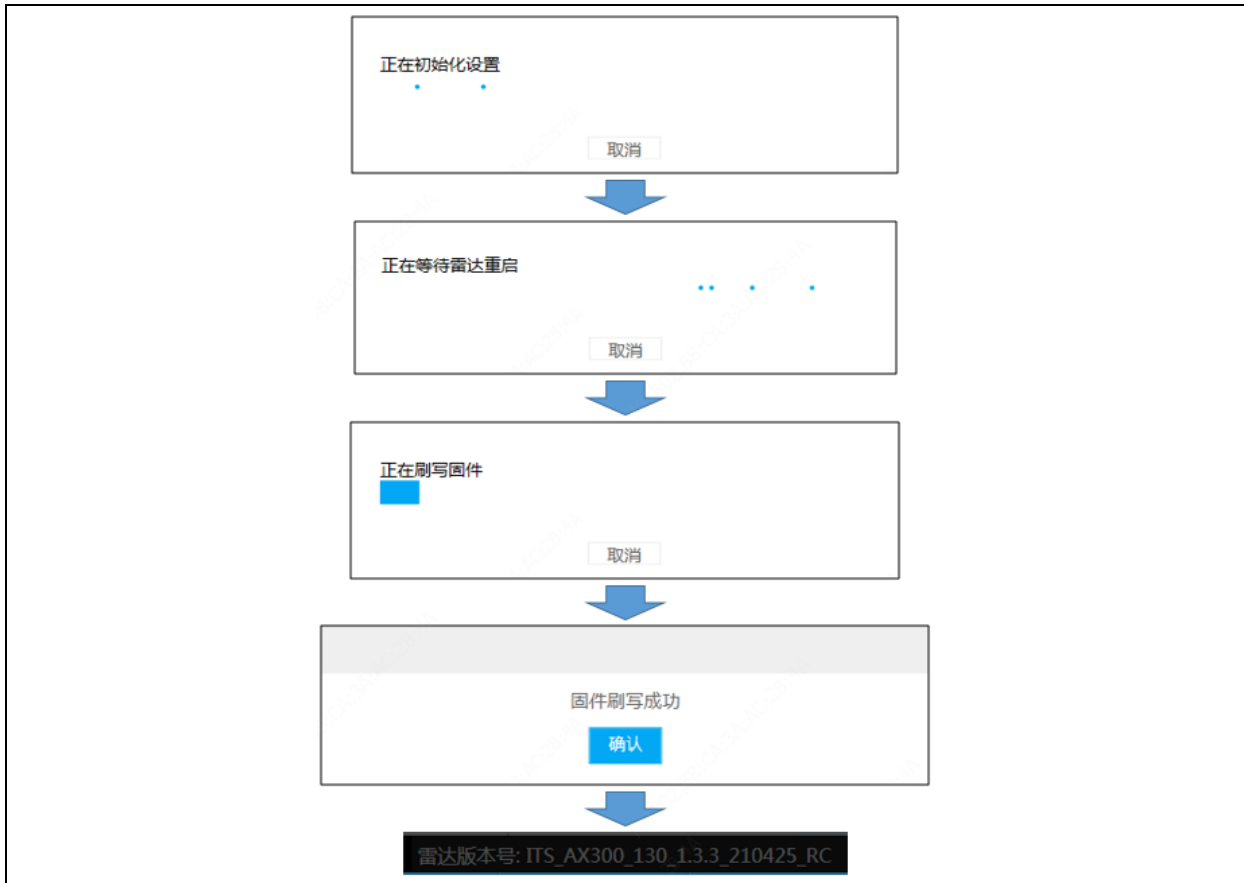 正在初始化设置
取消
正在等待雷达重启
取消
正在刷写固件
取消
固件刷写成功
确认
雷达版本号: ITS_AX300_130_1.3.3_210425_RC